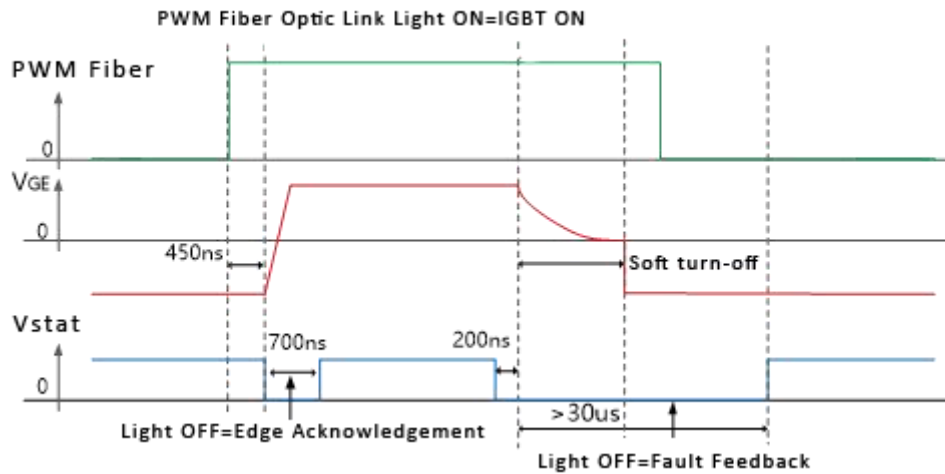 PWM Fiber Optic Link Light ON=IGBT ON
PWM Fiber
0
VGE
0
450ns
Soft turn-off
Vstat
700ns
200ns
0
>30us
Light OFF=Edge Acknowledgement
Light OFF=Fault Feedback